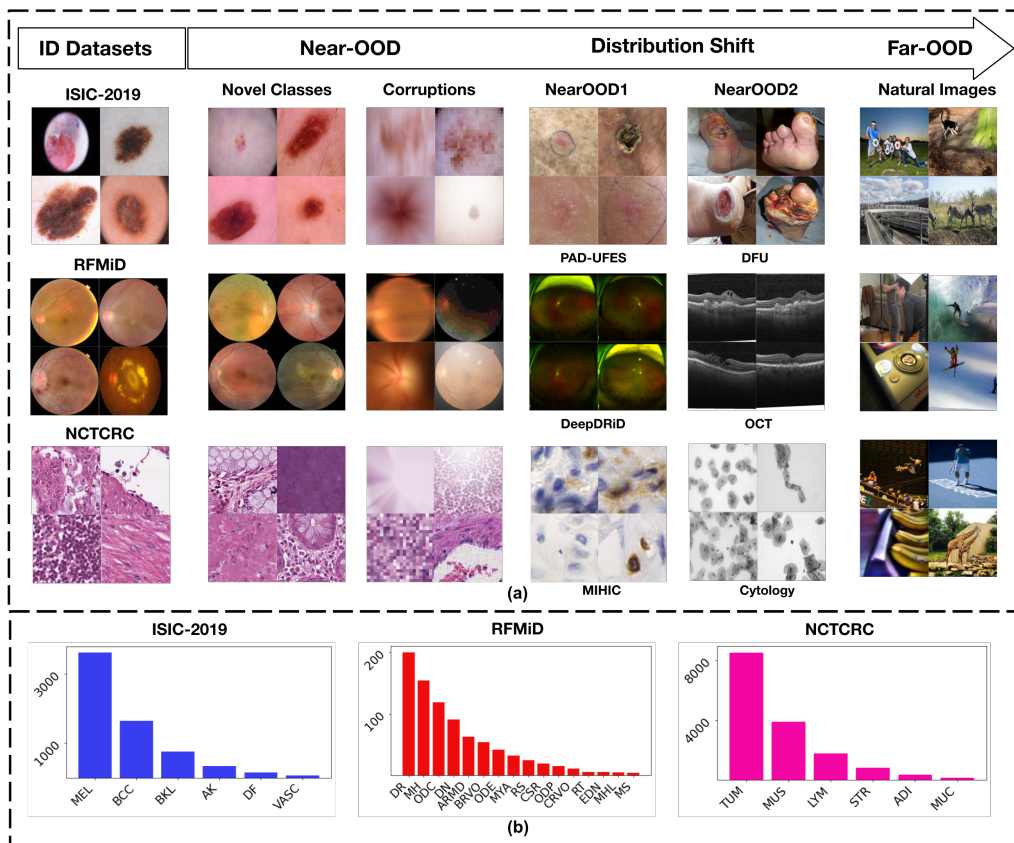 ID Datasets
Near-OOD
Distribution Shift
Far-OOD
ISIC-2019
Novel Classes
Corruptions
NearOOD1
NearOOD2
Natural Images
RFMiD
PAD-UFES
DFU
NCTCRC
DeepDRiD
OCT
MIHIC
Cytology
(a)
ISIC-2019
RFMiD
NCTCRC
3000
1000
MEL
BCC
BKL
AK
DF
VASC
200
100
DR
MH
ODC
DN
ARMD
BRVO
ODE
MYA
RS
CSR
ODP
CRVO
RT
EDN
MHL
MS
8000
4000
TUM
MUS
LYM
STR
ADI
MUC
(b)